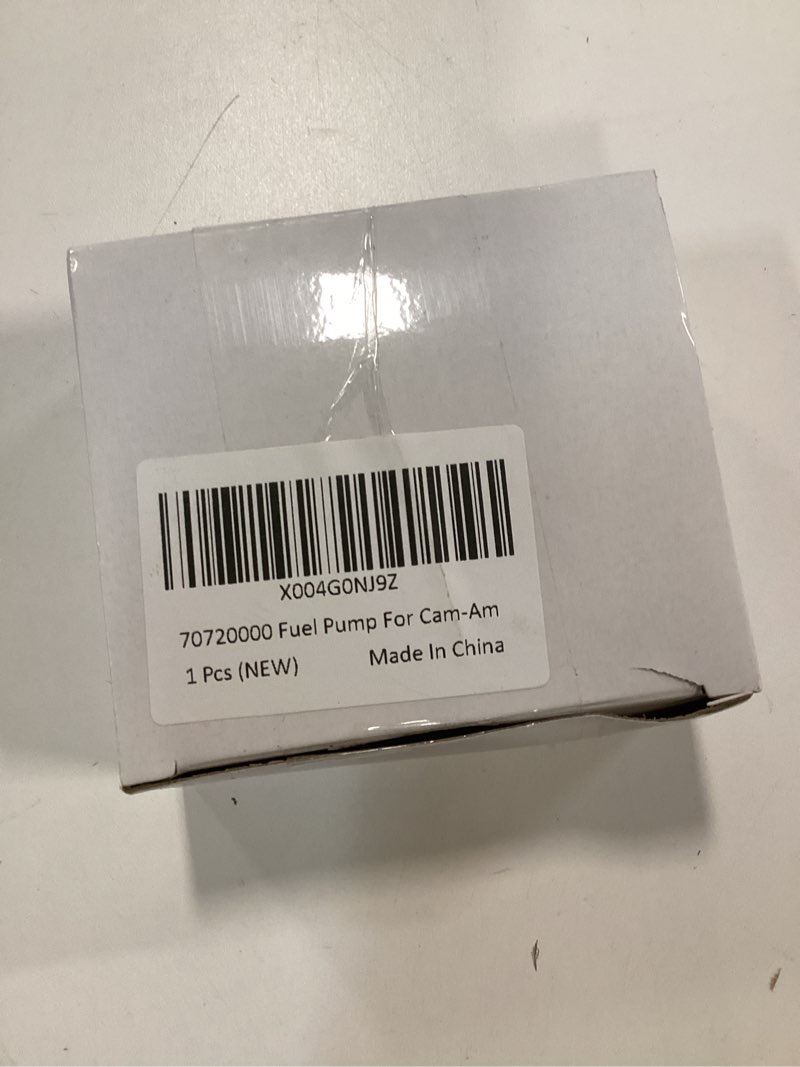 X004G0NJ9Z
70720000 Fuel Pump For Cam-Am
1 Pcs (NEW) Made In China